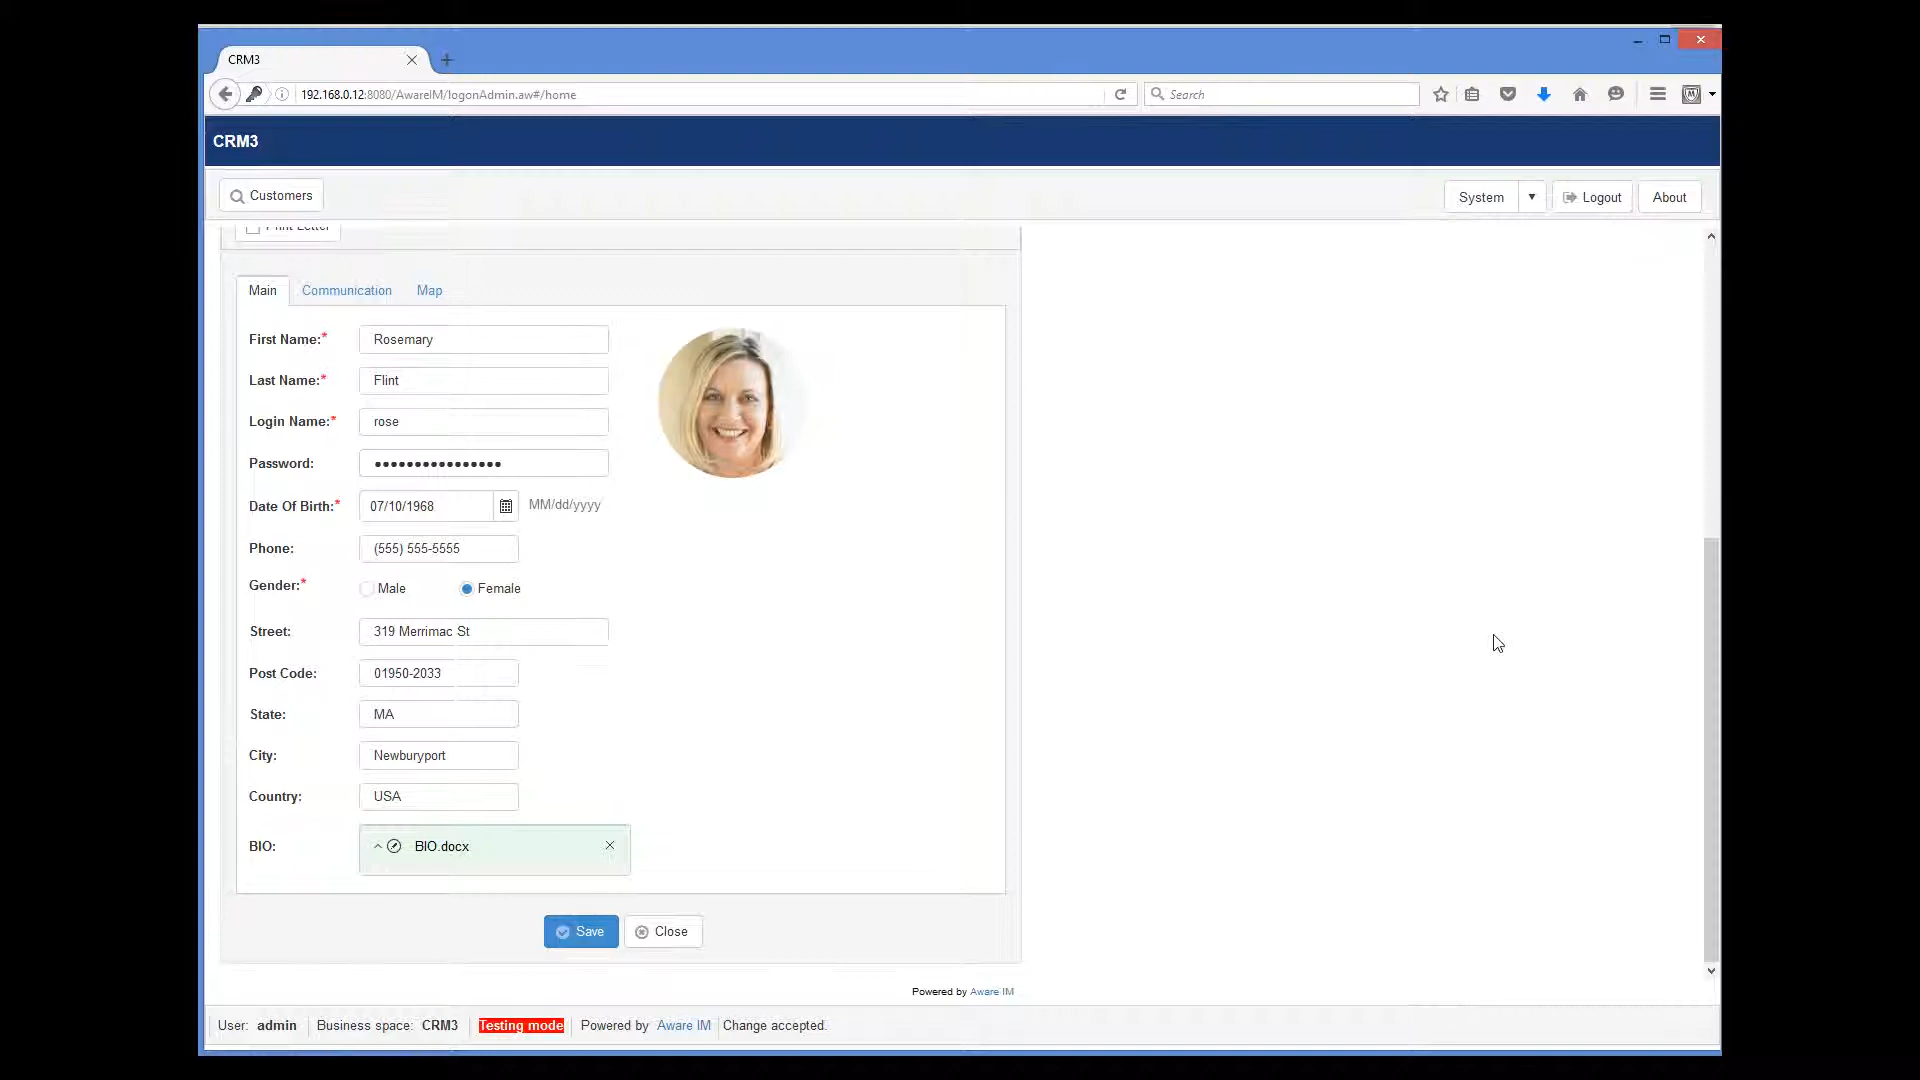 CRM3
192.168.0.12:8080/AwareIM/logonAdmin.aw#/home
Search
CRM3
Customers
System
Logout
About
Print Letter
Main Communication Map
First Name:* Rosemary
Last Name:* Flint
Login Name:* rose
Password: ••••••••••••••••
Date Of Birth:* 07/10/1968 MM/dd/yyyy
Phone: (555) 555-5555
Gender:* Male Female
Street: 319 Merrimac St
Post Code: 01950-2033
State: MA
City: Newburyport
Country: USA
BIO: BIO.docx
Save Close
Powered by Aware IM
User: admin Business space: CRM3 Testing mode Powered by Aware IM Change accepted.